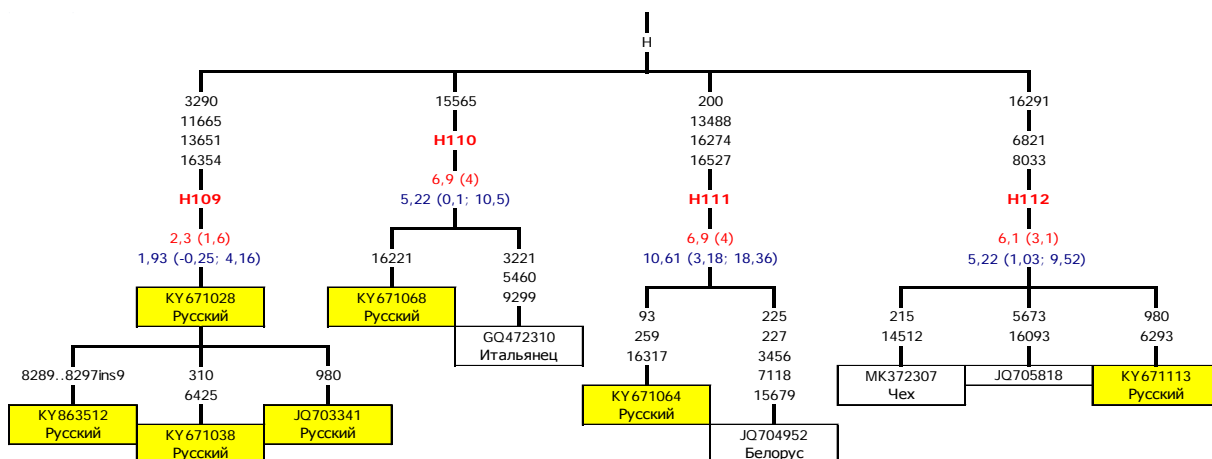 H
3290
11665
13651
16354
H109
2,3 (1,6)
1,93 (-0,25; 4,16)
KY671028
Русский
8289..8297ins9
KY863512
Русский
310
6425
KY671038
Русский
980
JQ703341
Русский
15565
H110
6,9 (4)
5,22 (0,1; 10,5)
16221
KY671068
Русский
3221
5460
9299
GQ472310
Итальянец
200
13488
16274
16527
H111
6,9 (4)
10,61 (3,18; 18,36)
93
259
16317
KY671064
Русский
225
227
3456
7118
15679
JQ704952
Белорус
16291
6821
8033
H112
6,1 (3,1)
5,22 (1,03; 9,52)
215
14512
MK372307
Чех
5673
16093
JQ705818
980
6293
KY671113
Русский